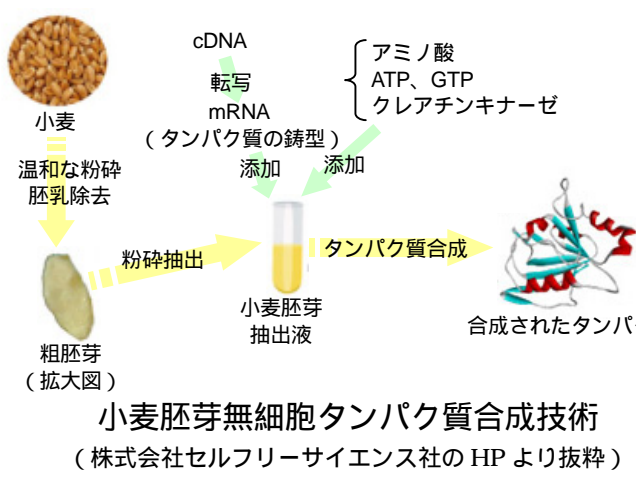 cDNA
転写
mRNA
（タンパク質の鋳型）
アミノ酸
ATP、GTP
クレアチンキナーゼ
小麦
添加
添加
温和な粉砕
胚乳除去
粉砕抽出
タンパク質合成
小麦胚芽
抽出液
合成されたタンパ
粗胚芽
（拡大図）
小麦胚芽無細胞タンパク質合成技術
（株式会社セルフリーサイエンス社の HP より抜粋）